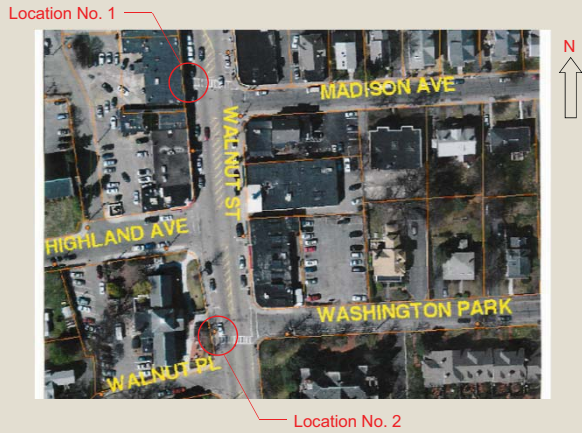 Location No. 1
N
MADISON AVE
WALNUT ST
HIGHLAND AVE
WASHINGTON PARK
WALNUT PL
Location No. 2